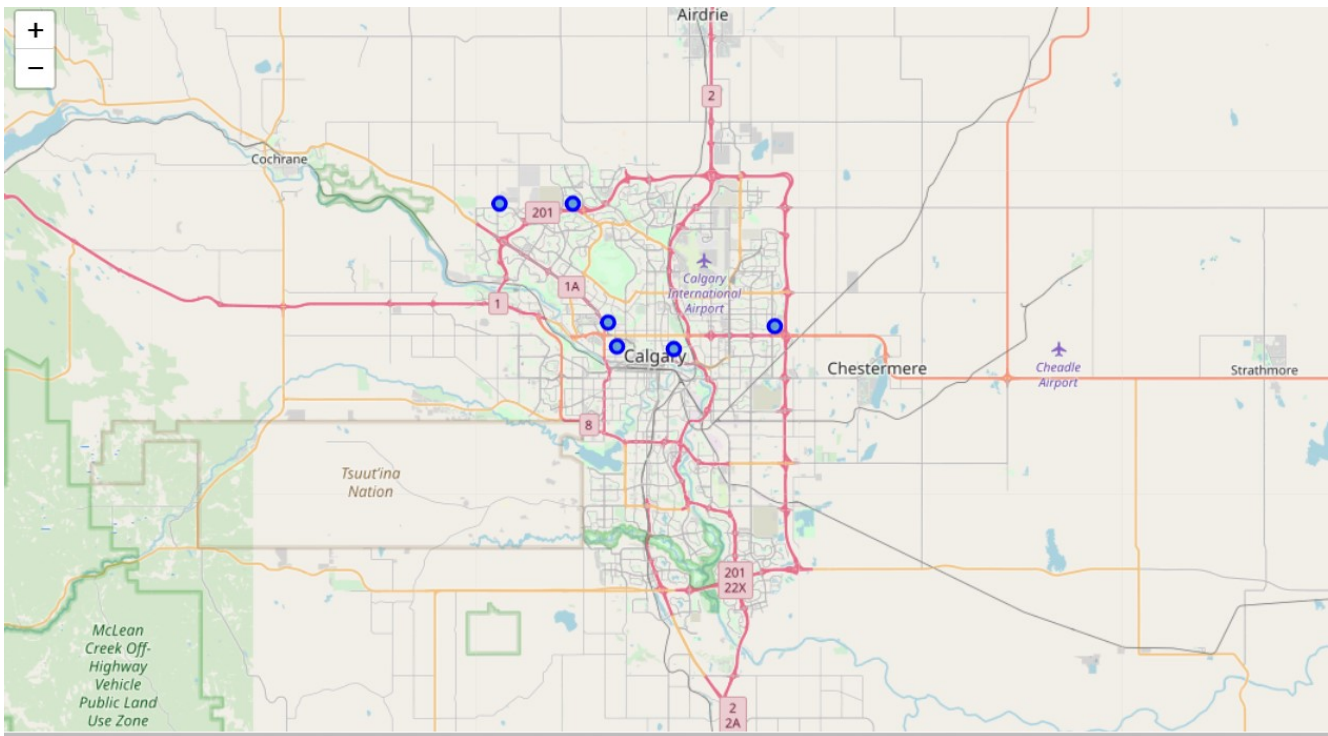 +
−
Airdrie
2
Cochrane
201
1A
1
Calgary
International
Airport
Calgary
Chestermere
Cheadle
Airport
Strathmore
8
Tsuut'ina
Nation
201
22X
McLean
Creek Off-
Highway
Vehicle
Public Land
Use Zone
2
2A